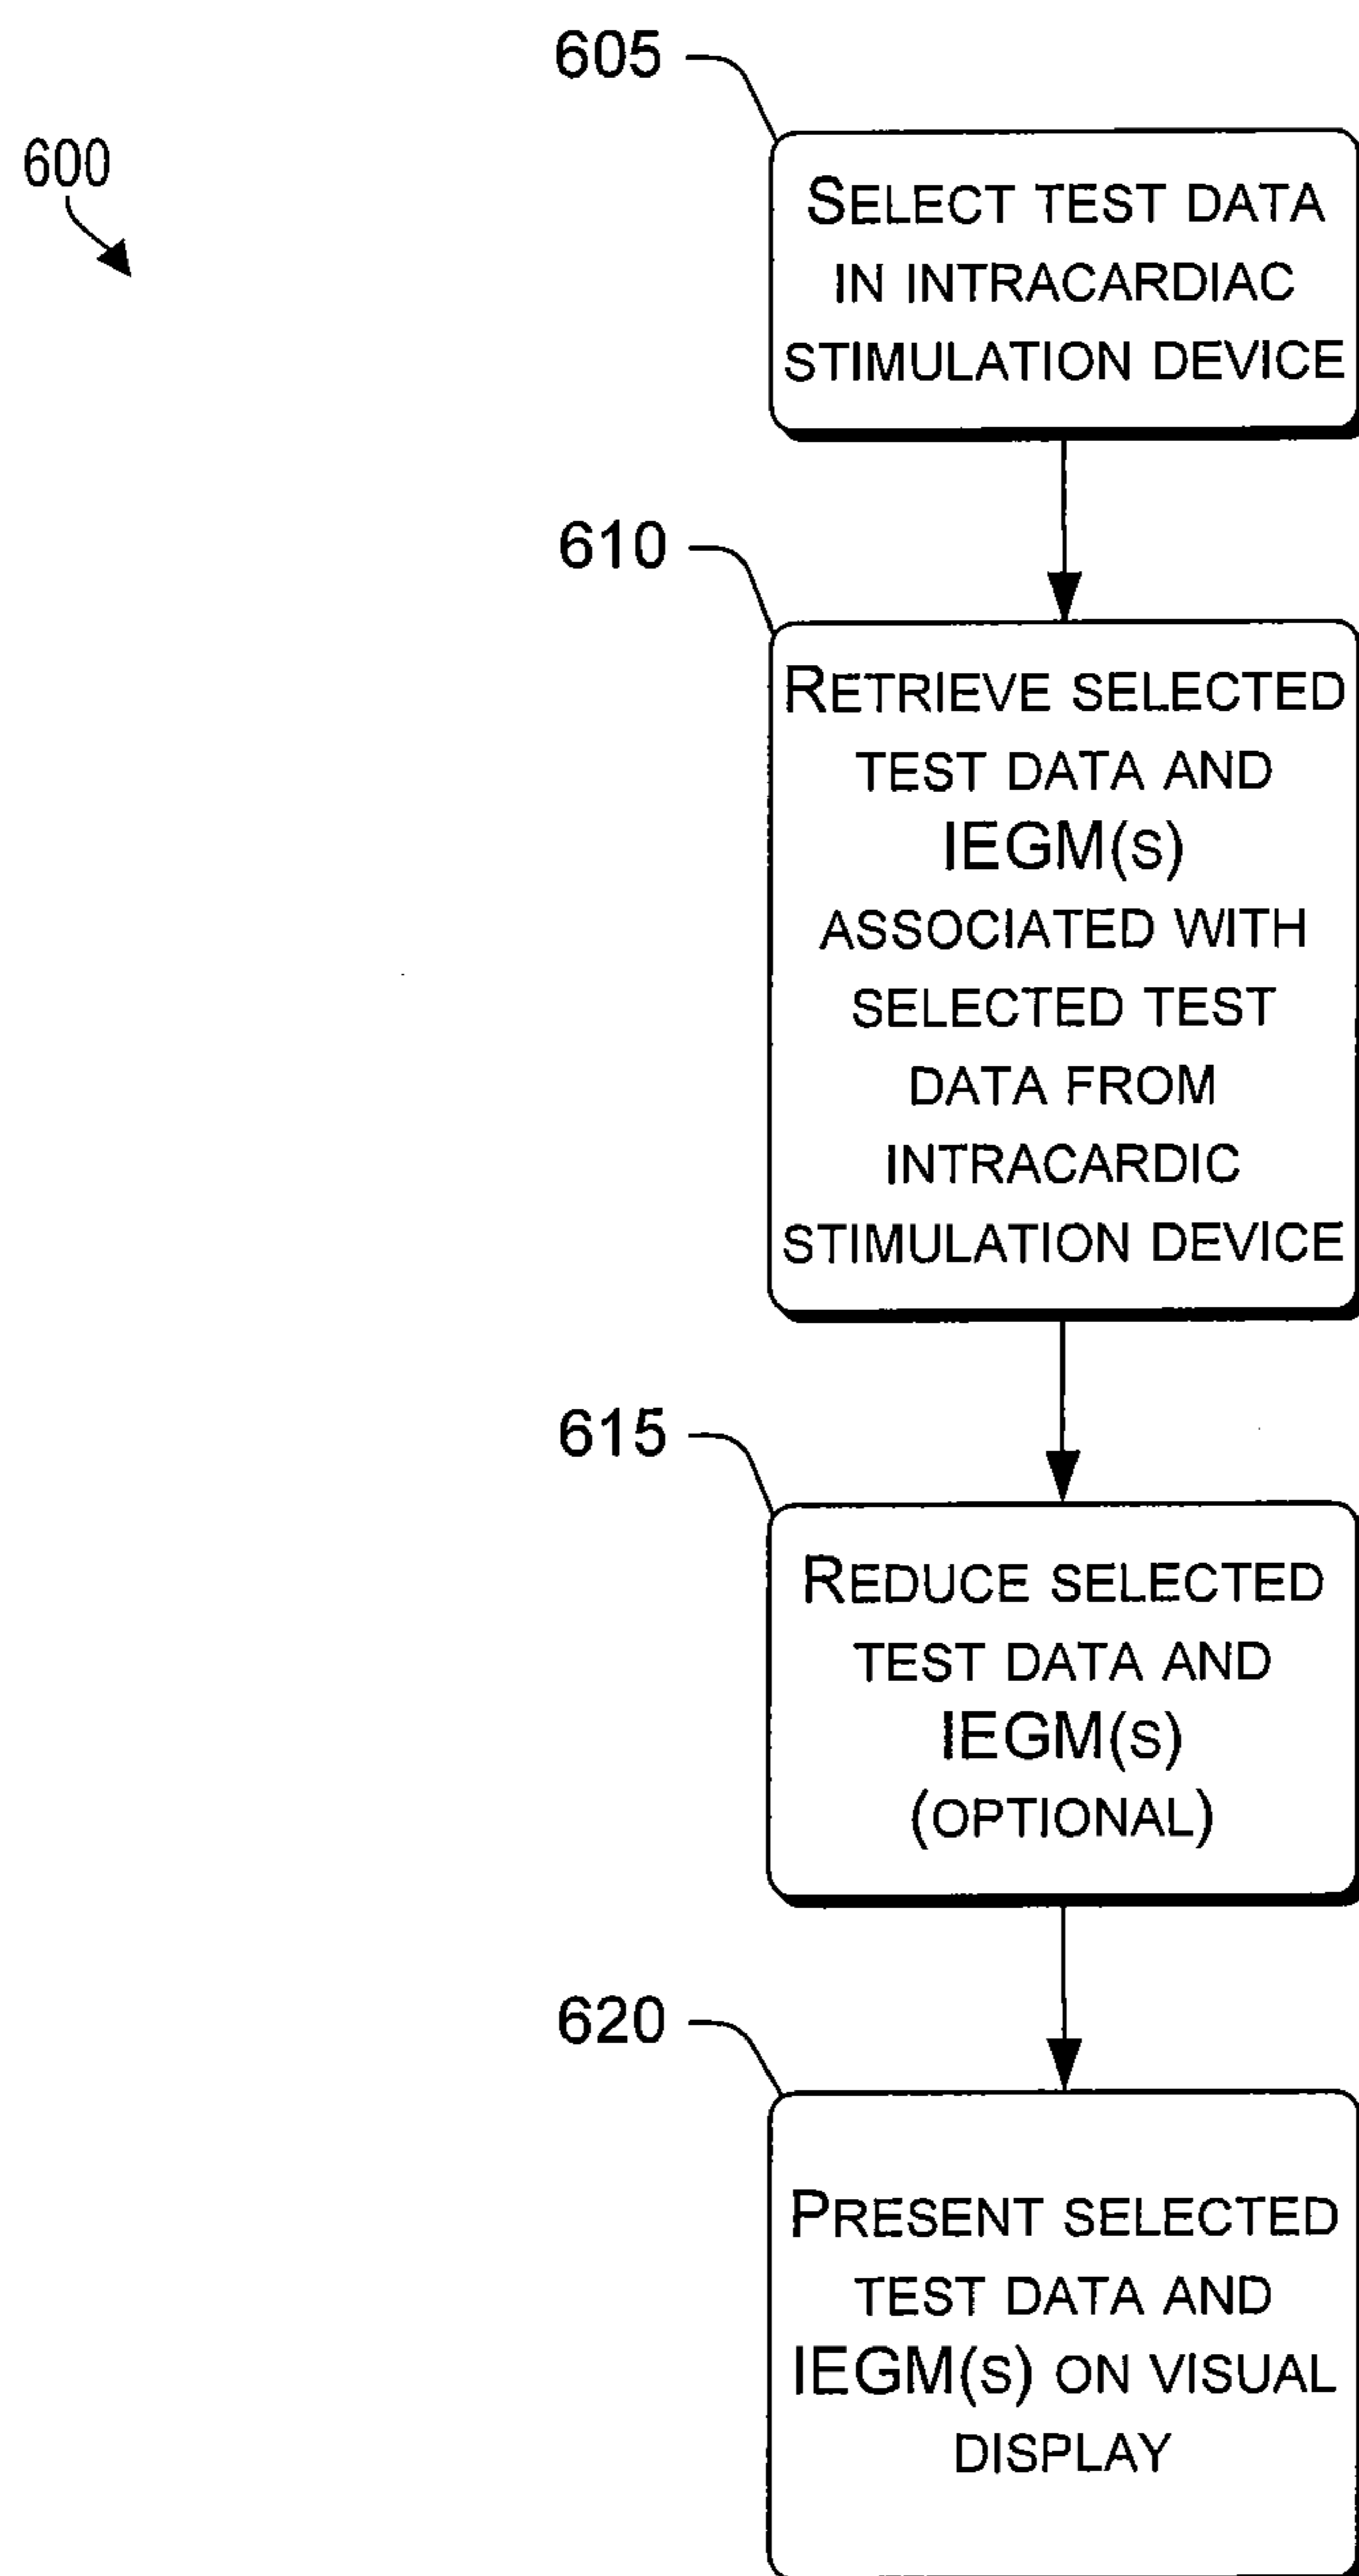 605
600
SELECT TEST DATA
IN INTRACARDIAC
STIMULATION DEVICE
610
RETRIEVE SELECTED
TEST DATA AND
IEGM(S)
ASSOCIATED WITH
SELECTED TEST
DATA FROM
INTRACARDIC
STIMULATION DEVICE
615
REDUCE SELECTED
TEST DATA AND
IEGM(S)
(OPTIONAL)
620
PRESENT SELECTED
TEST DATA AND
IEGM(S) ON VISUAL
DISPLAY